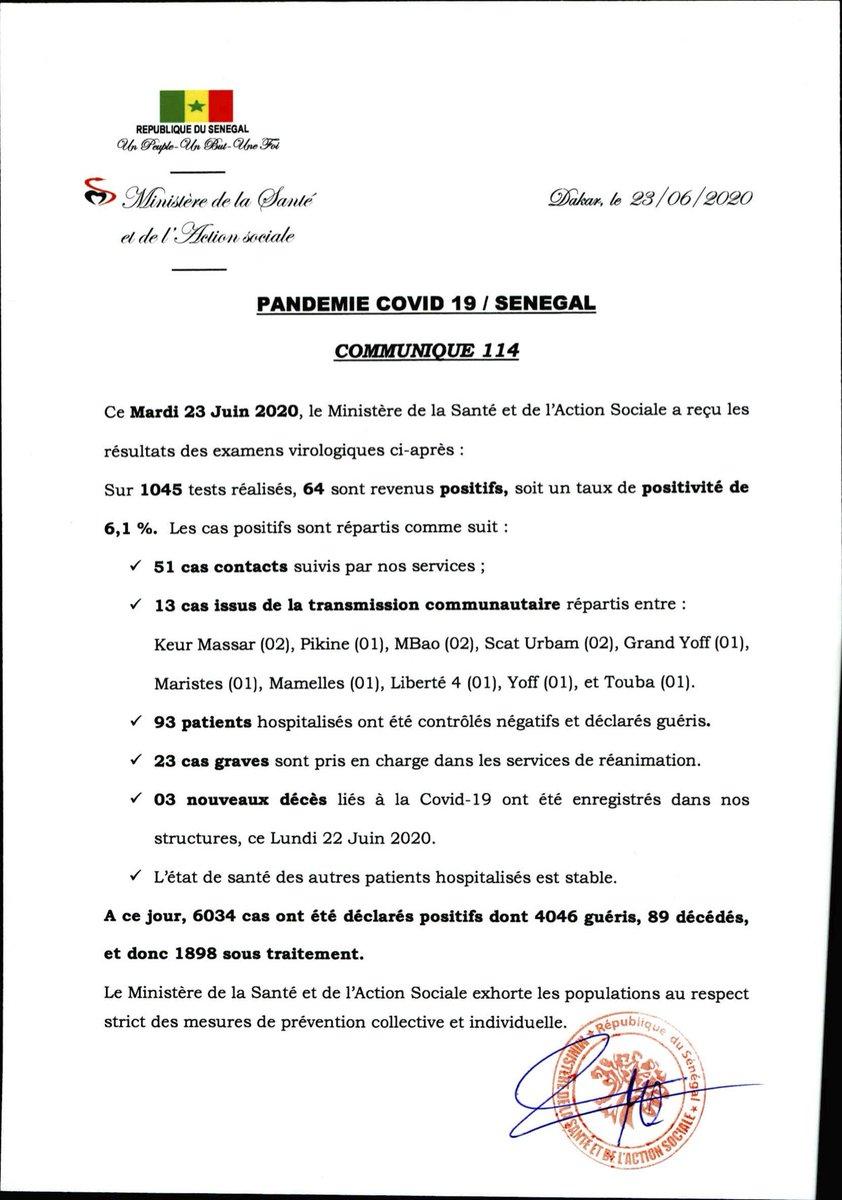 REPUBLIQUE DU SENEGAL
Un Peuple - Un But - Une Foi
Ministère de la Santé
et de l'Action sociale
Dakar, le 23/06/2020
PANDEMIE COVID 19 / SENEGAL
COMMUNIQUE 114
Ce Mardi 23 Juin 2020, le Ministère de la Santé et de l'Action Sociale a reçu les
résultats des examens virologiques ci-après :
Sur 1045 tests réalisés, 64 sont revenus positifs, soit un taux de positivité de
6,1 %. Les cas positifs sont répartis comme suit :
✓ 51 cas contacts suivis par nos services ;
✓ 13 cas issus de la transmission communautaire répartis entre :
Keur Massar (02), Pikine (01), MBao (02), Scat Urbam (02), Grand Yoff (01),
Maristes (01), Mamelles (01), Liberté 4 (01), Yoff (01), et Touba (01).
✓ 93 patients hospitalisés ont été contrôlés négatifs et déclarés guéris.
✓ 23 cas graves sont pris en charge dans les services de réanimation.
✓ 03 nouveaux décès liés à la Covid-19 ont été enregistrés dans nos
structures, ce Lundi 22 Juin 2020.
✓ L'état de santé des autres patients hospitalisés est stable.
A ce jour, 6034 cas ont été déclarés positifs dont 4046 guéris, 89 décédés,
et donc 1898 sous traitement.
Le Ministère de la Santé et de l'Action Sociale exhorte les populations au respect
strict des mesures de prévention collective et individuelle.
★ République du Sénégal ★
MINISTERE DE LA SANTÉ ET DE L'ACTION SOCIALE